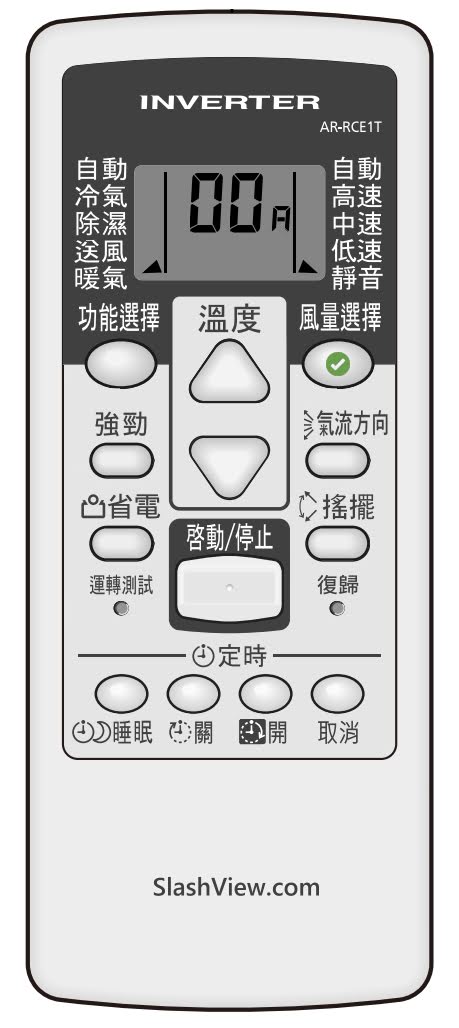 INVERTER
AR-RCE1T
自動
冷氣
除濕
送風
暖氣
00A
自動
高速
中速
低速
靜音
功能選擇
溫度
風量選擇
強勁
氣流方向
省電
搖擺
啓動/停止
運轉測試
復歸
定時
睡眠
關
開
取消
SlashView.com